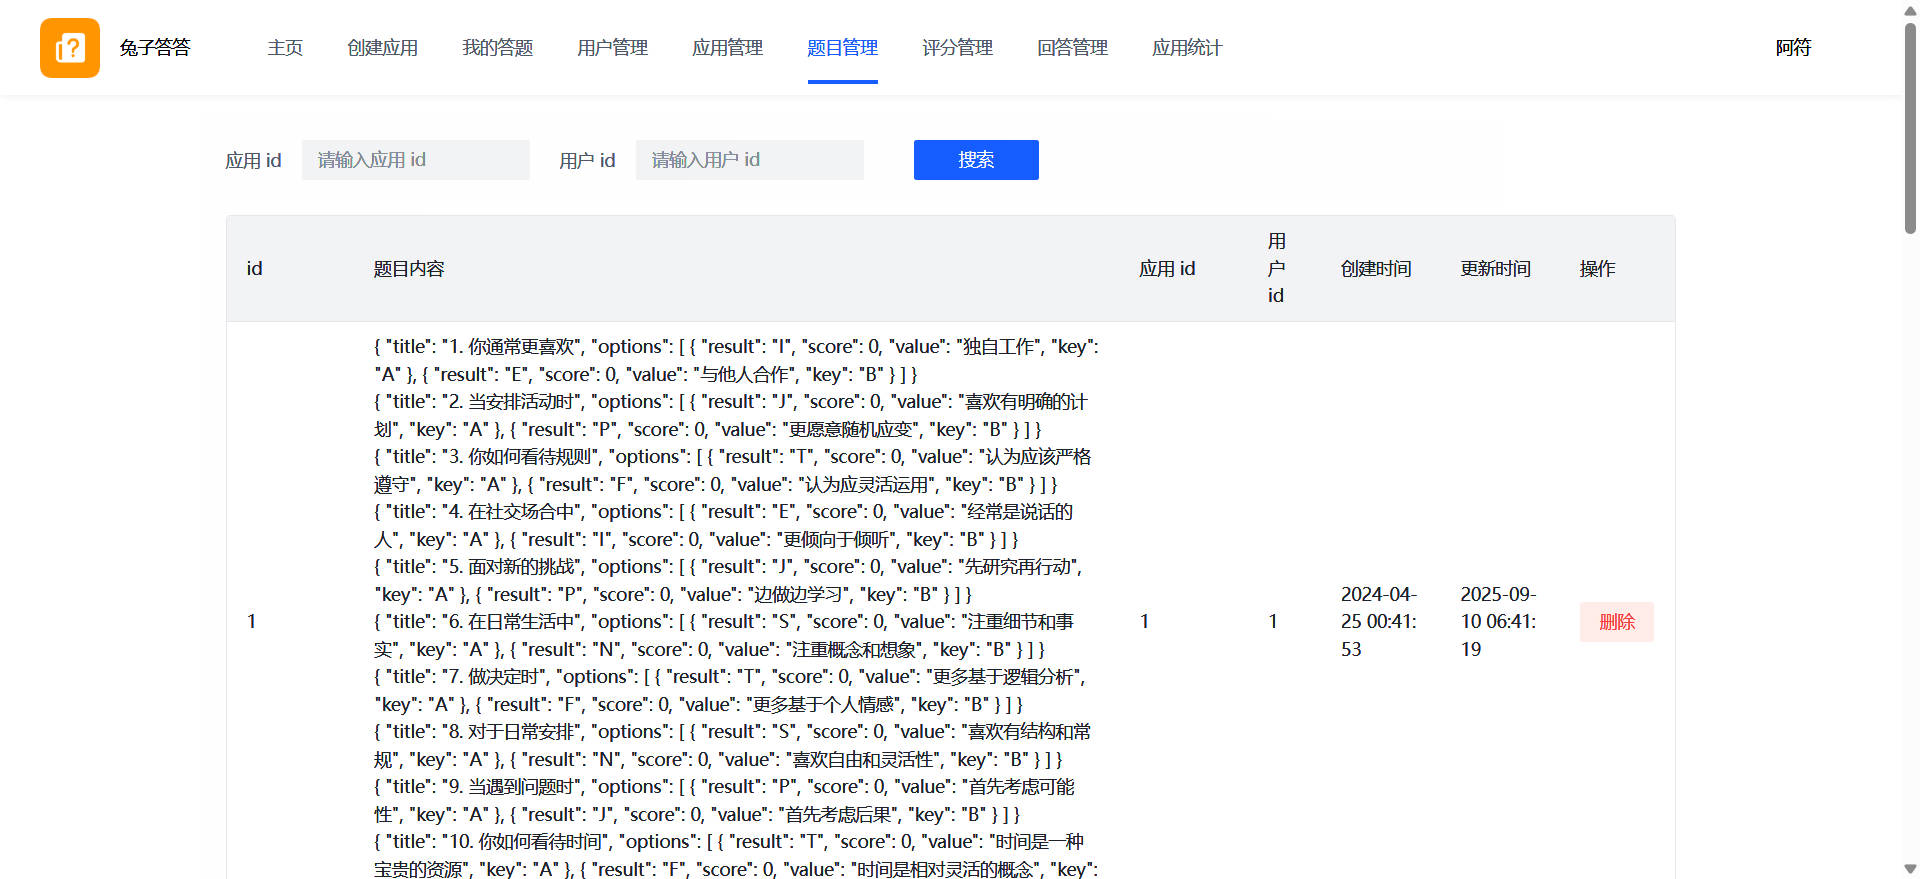 兔子答答 主页 创建应用 我的答题 用户管理 应用管理 题目管理 评分管理 回答管理 应用统计 阿符
应用 id 请输入应用 id 用户 id 请输入用户 id 搜索
id 题目内容 应用 id 用户 id 创建时间 更新时间 操作
{ "title": "1. 你通常更喜欢", "options": [ { "result": "I", "score": 0, "value": "独自工作", "key":
"A" }, { "result": "E", "score": 0, "value": "与他人合作", "key": "B" } ] }
{ "title": "2. 当安排活动时", "options": [ { "result": "J", "score": 0, "value": "喜欢有明确的计
划", "key": "A" }, { "result": "P", "score": 0, "value": "更愿意随机应变", "key": "B" } ] }
{ "title": "3. 你如何看待规则", "options": [ { "result": "T", "score": 0, "value": "认为应该严格
遵守", "key": "A" }, { "result": "F", "score": 0, "value": "认为应灵活运用", "key": "B" } ] }
{ "title": "4. 在社交场合中", "options": [ { "result": "E", "score": 0, "value": "经常是说话的
人", "key": "A" }, { "result": "I", "score": 0, "value": "更倾向于倾听", "key": "B" } ] }
{ "title": "5. 面对新的挑战", "options": [ { "result": "J", "score": 0, "value": "先研究再行动",
"key": "A" }, { "result": "P", "score": 0, "value": "边做边学习", "key": "B" } ] }
{ "title": "6. 在日常生活中", "options": [ { "result": "S", "score": 0, "value": "注重细节和事
实", "key": "A" }, { "result": "N", "score": 0, "value": "注重概念和想象", "key": "B" } ] }
{ "title": "7. 做决定时", "options": [ { "result": "T", "score": 0, "value": "更多基于逻辑分析",
"key": "A" }, { "result": "F", "score": 0, "value": "更多基于个人情感", "key": "B" } ] }
{ "title": "8. 对于日常安排", "options": [ { "result": "S", "score": 0, "value": "喜欢有结构和常
规", "key": "A" }, { "result": "N", "score": 0, "value": "喜欢自由和灵活性", "key": "B" } ] }
{ "title": "9. 当遇到问题时", "options": [ { "result": "P", "score": 0, "value": "首先考虑可能
性", "key": "A" }, { "result": "J", "score": 0, "value": "首先考虑后果", "key": "B" } ] }
{ "title": "10. 你如何看待时间", "options": [ { "result": "T", "score": 0, "value": "时间是一种
宝贵的资源", "key": "A" }, { "result": "F", "score": 0, "value": "时间是相对灵活的概念", "key":
1 1 1
2024-04-
25 00:41:
53
2025-09-
10 06:41:
19
删除